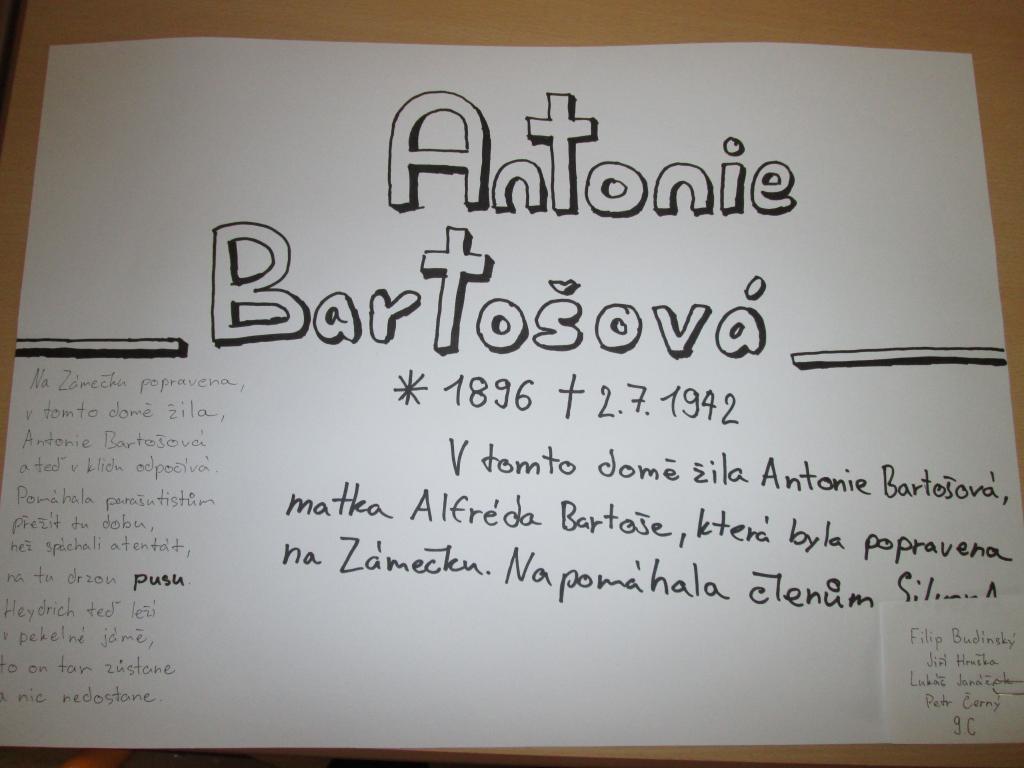 Antonie
Bartošová
* 1896 † 2.7.1942
V tomto domě žila Antonie Bartošová,
matka Alfréda Bartoše, která byla popravena
na Zámečku. Napomáhala členům
Na Zámečku popravena,
v tomto domě žila,
Antonie Bartošová
a teď v klidu odpočívá.
Pomáhala parašutistům
přežít tu dobu,
než spáchali atentát,
na tu drzou pusu.
Heydrich teď leží
v pekelné jámě,
to on tam zůstane
a nic nedostane.
Filip Budínský
Jiří Hruška
Lukáš
Petr Černý
9.C